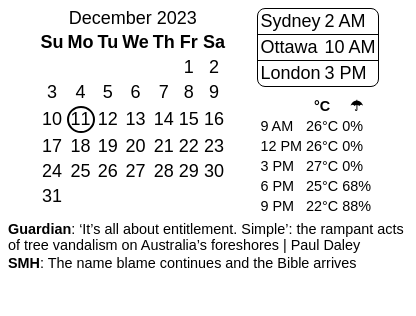 December 2023
Su Mo Tu We Th Fr Sa
1 2
3 4 5 6 7 8 9
10 11 12 13 14 15 16
17 18 19 20 21 22 23
24 25 26 27 28 29 30
31
Sydney 2 AM
Ottawa 10 AM
London 3 PM
°C ☂
9 AM 26°C 0%
12 PM 26°C 0%
3 PM 27°C 0%
6 PM 25°C 68%
9 PM 22°C 88%
Guardian: ‘It’s all about entitlement. Simple’: the rampant acts
of tree vandalism on Australia’s foreshores | Paul Daley
SMH: The name blame continues and the Bible arrives